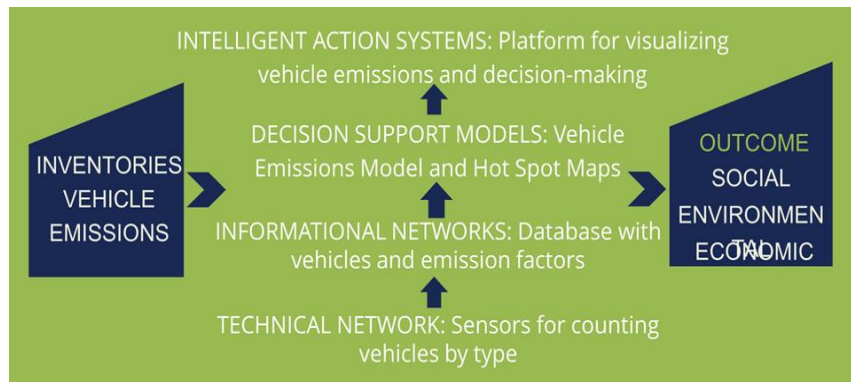 INTELLIGENT ACTION SYSTEMS: Platform for visualizing
vehicle emissions and decision-making
DECISION SUPPORT MODELS: Vehicle
Emissions Model and Hot Spot Maps
INFORMATIONAL NETWORKS: Database with
vehicles and emission factors
TECHNICAL NETWORK: Sensors for counting
vehicles by type
INVENTORIES
VEHICLE
EMISSIONS
OUTCOME
SOCIAL
ENVIRONMEN
TAL
ECONOMIC